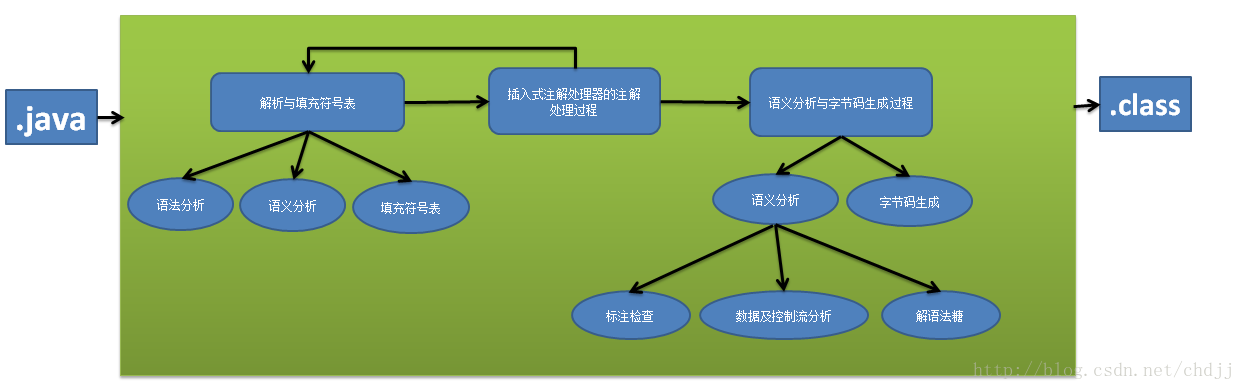 .java
解析与填充符号表
插入式注解处理器的注解
处理过程
语义分析与字节码生成过程
.class
语法分析
语义分析
填充符号表
语义分析
字节码生成
标注检查
数据及控制流分析
解语法糖
http://blog.csdn.net/chdjj